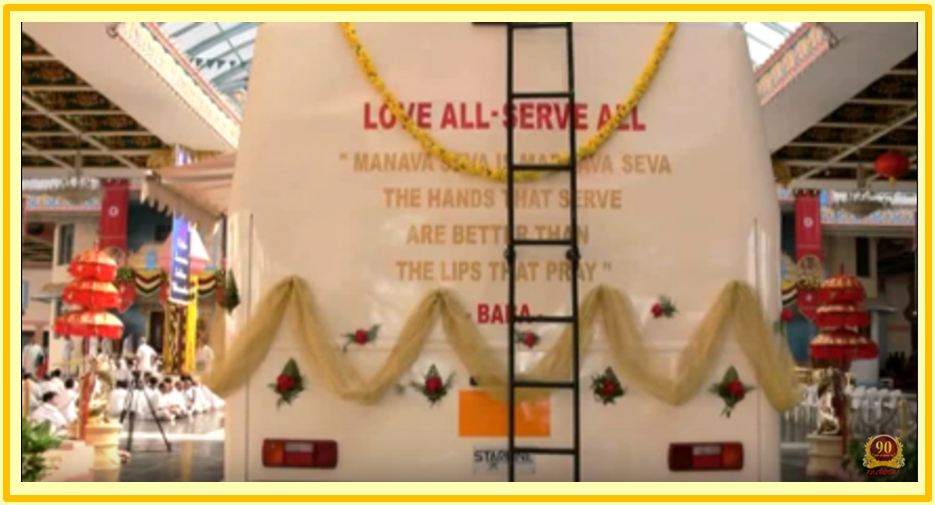 LOVE ALL-SERVE ALL
" MANAVA SEVA IS MADHAVA SEVA
THE HANDS THAT SERVE
ARE BETTER THAN
THE LIPS THAT PRAY "
- BABA -
STARLINE
90